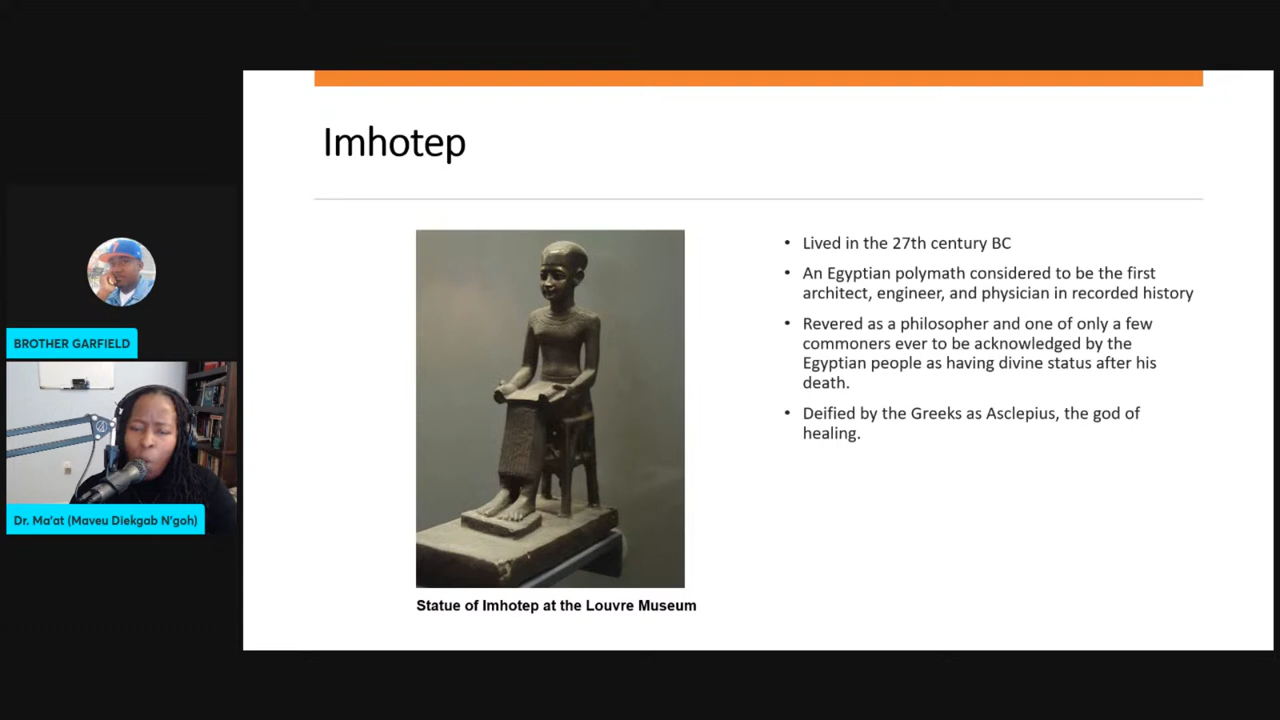 Imhotep
BROTHER GARFIELD
Dr. Ma'at (Maveu Diekgab N'goh)
• Lived in the 27th century BC
• An Egyptian polymath considered to be the first
architect, engineer, and physician in recorded history
• Revered as a philosopher and one of only a few
commoners ever to be acknowledged by the
Egyptian people as having divine status after his
death.
• Deified by the Greeks as Asclepius, the god of
healing.
Statue of Imhotep at the Louvre Museum